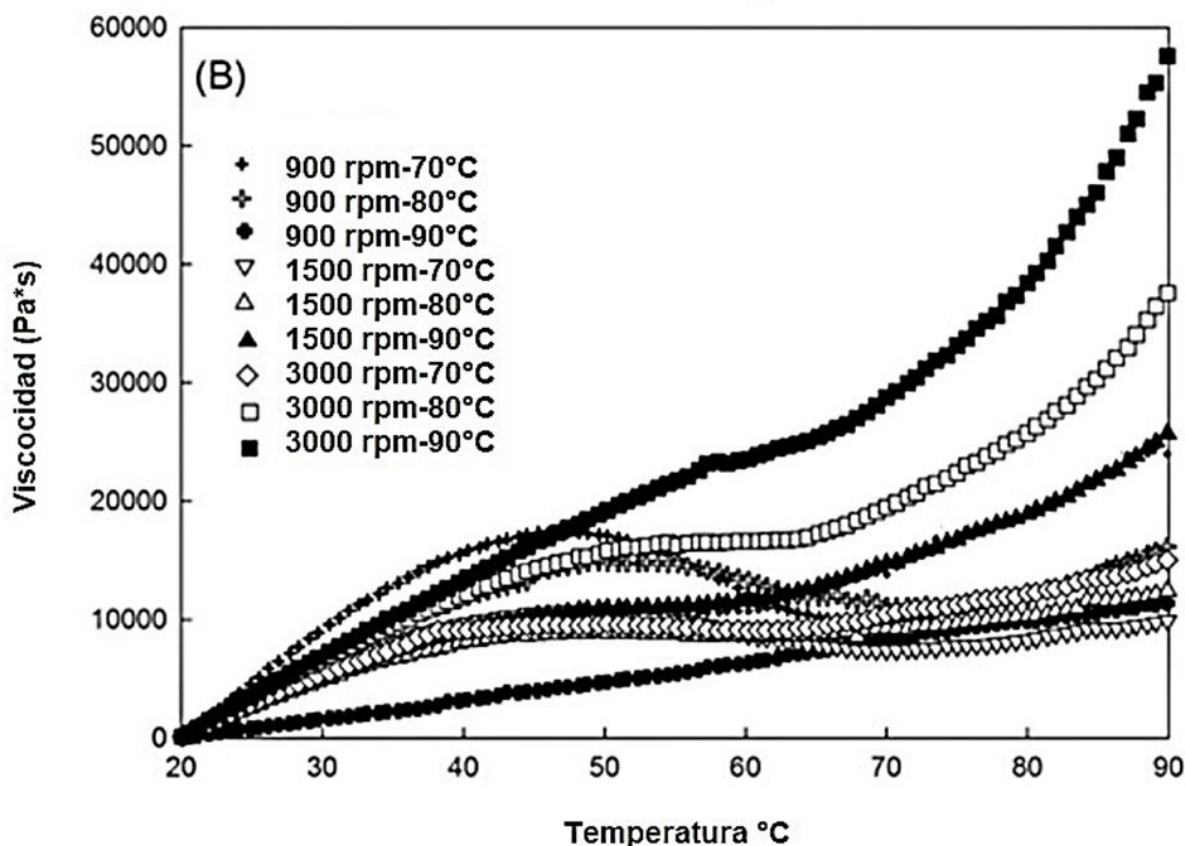 60000
(B)
50000
40000
30000
20000
10000
0
Viscocidad (Pa*s)
900 rpm-70°C
900 rpm-80°C
900 rpm-90°C
1500 rpm-70°C
1500 rpm-80°C
1500 rpm-90°C
3000 rpm-70°C
3000 rpm-80°C
3000 rpm-90°C
20 30 40 50 60 70 80 90
Temperatura °C